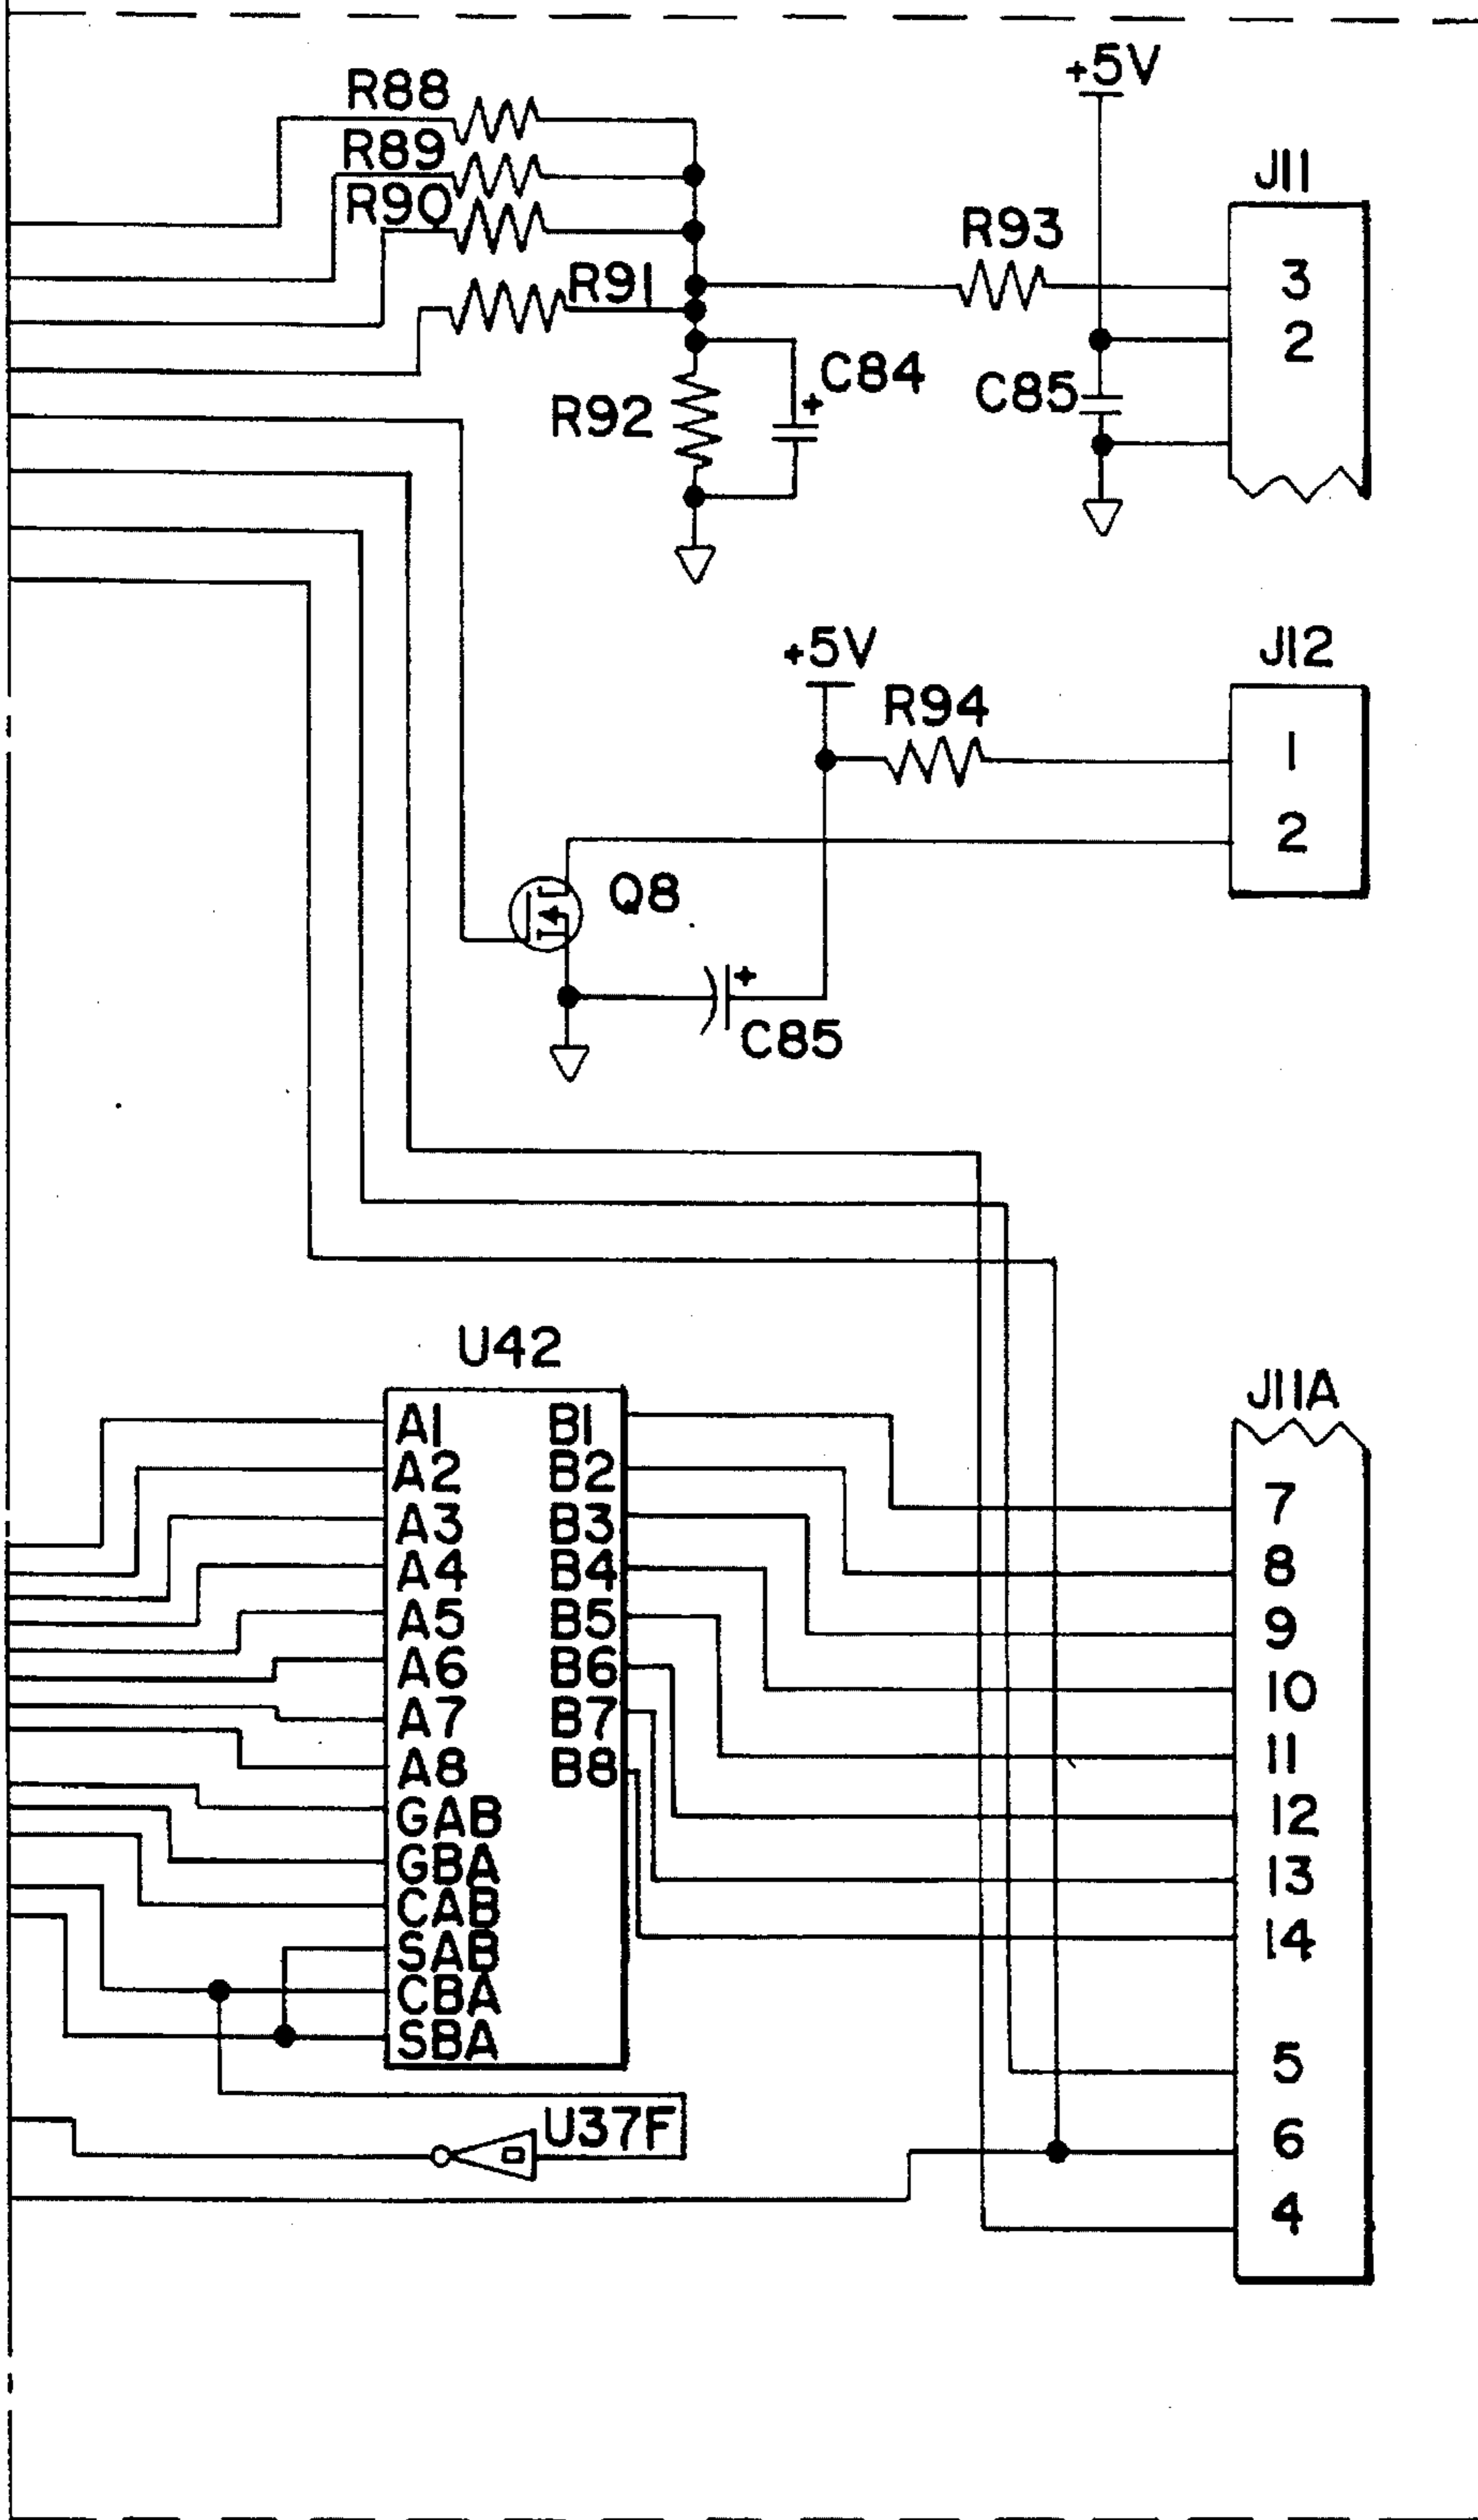 +5V
R88
R89
R90
R91
R93
J11
3
2
C84
C85
R92
+
+5V
J12
R94
1
2
Q8
+
C85
U42
J11A
A1 B1
A2 B2
A3 B3
A4 B4
A5 B5
A6 B6
A7 B7
A8 B8
GAB
GBA
CAB
SAB
CBA
SBA
7
8
9
10
11
12
13
14
5
6
4
U37F